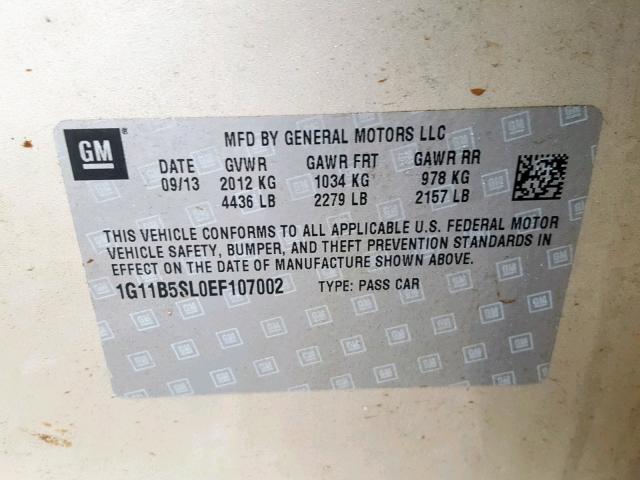 GM ® MFD BY GENERAL MOTORS LLC
DATE GVWR GAWR FRT GAWR RR
09/13 2012 KG 1034 KG 978 KG
4436 LB 2279 LB 2157 LB
THIS VEHICLE CONFORMS TO ALL APPLICABLE U.S. FEDERAL MOTOR
VEHICLE SAFETY, BUMPER, AND THEFT PREVENTION STANDARDS IN
EFFECT ON THE DATE OF MANUFACTURE SHOWN ABOVE.
1G11B5SL0EF107002 TYPE: PASS CAR